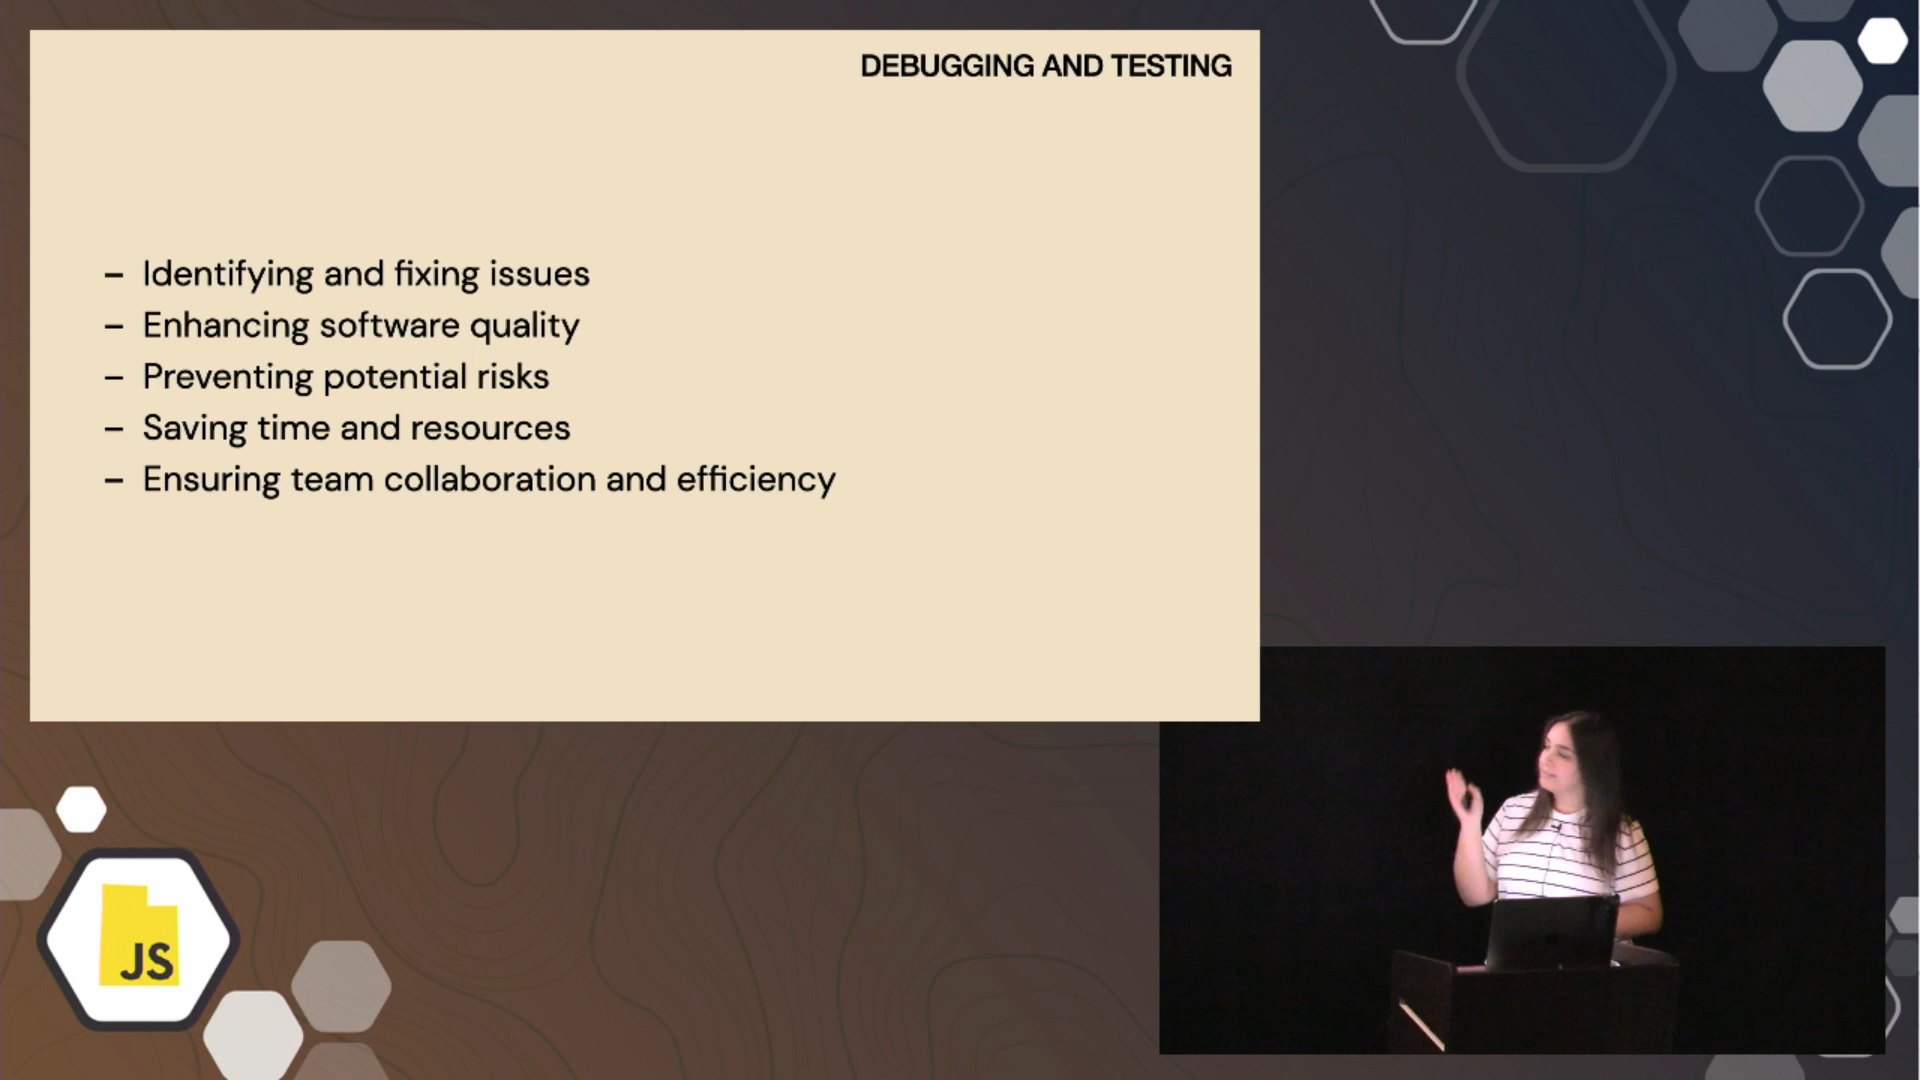 DEBUGGING AND TESTING
– Identifying and fixing issues
– Enhancing software quality
– Preventing potential risks
– Saving time and resources
– Ensuring team collaboration and efficiency
JS